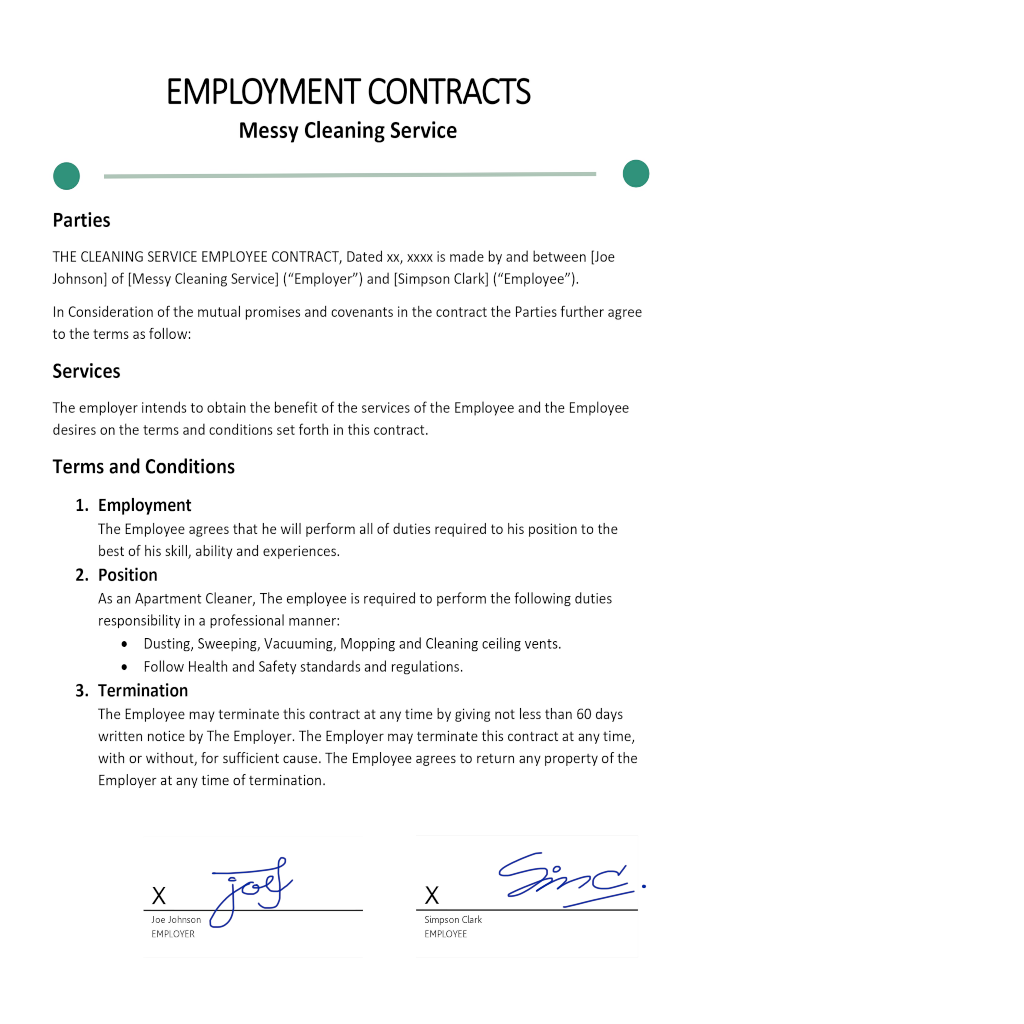 EMPLOYMENT CONTRACTS
Messy Cleaning Service
Parties
THE CLEANING SERVICE EMPLOYEE CONTRACT, Dated xx, xxxx is made by and between [Joe
Johnson] of [Messy Cleaning Service] (“Employer”) and [Simpson Clark] (“Employee”).
In Consideration of the mutual promises and covenants in the contract the Parties further agree
to the terms as follow:
Services
The employer intends to obtain the benefit of the services of the Employee and the Employee
desires on the terms and conditions set forth in this contract.
Terms and Conditions
1. Employment
The Employee agrees that he will perform all of duties required to his position to the
best of his skill, ability and experiences.
2. Position
As an Apartment Cleaner, The employee is required to perform the following duties
responsibility in a professional manner:
• Dusting, Sweeping, Vacuuming, Mopping and Cleaning ceiling vents.
• Follow Health and Safety standards and regulations.
3. Termination
The Employee may terminate this contract at any time by giving not less than 60 days
written notice by The Employer. The Employer may terminate this contract at any time,
with or without, for sufficient cause. The Employee agrees to return any property of the
Employer at any time of termination.
X joe
Joe Johnson
EMPLOYER
X
Simpson Clark
EMPLOYEE